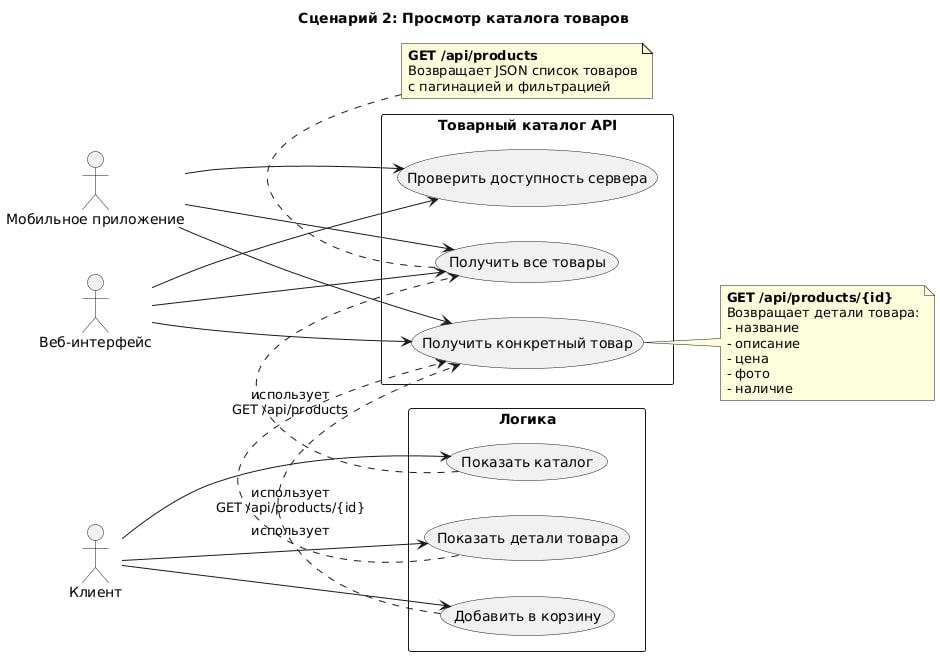 Сценарий 2: Просмотр каталога товаров
GET /api/products
Возвращает JSON список товаров
с пагинацией и фильтрацией
Товарный каталог API
Проверить доступность сервера
Мобильное приложение
Получить все товары
Веб-интерфейс
Получить конкретный товар
GET /api/products/{id}
Возвращает детали товара:
- название
- описание
- цена
- фото
- наличие
использует
GET /api/products
Логика
Показать каталог
использует
GET /api/products/{id}
использует
Показать детали товара
Клиент
Добавить в корзину